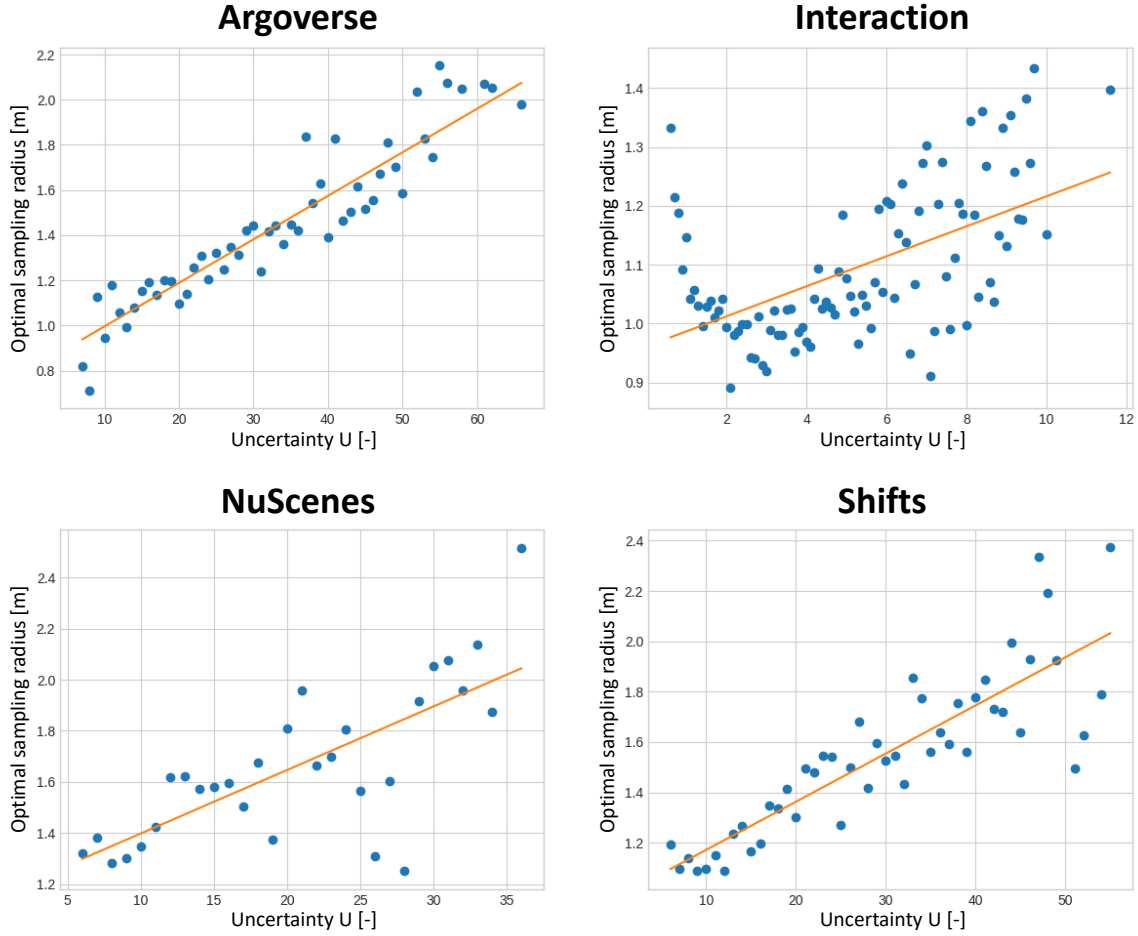 Argoverse
Optimal sampling radius [m]
2.2
2.0
1.8
1.6
1.4
1.2
1.0
0.8
10 20 30 40 50 60
Uncertainty U [-]
Interaction
Optimal sampling radius [m]
1.4
1.3
1.2
1.1
1.0
0.9
2 4 6 8 10 12
Uncertainty U [-]
NuScenes
Optimal sampling radius [m]
2.4
2.2
2.0
1.8
1.6
1.4
1.2
5 10 15 20 25 30 35
Uncertainty U [-]
Shifts
Optimal sampling radius [m]
2.4
2.2
2.0
1.8
1.6
1.4
1.2
10 20 30 40 50
Uncertainty U [-]